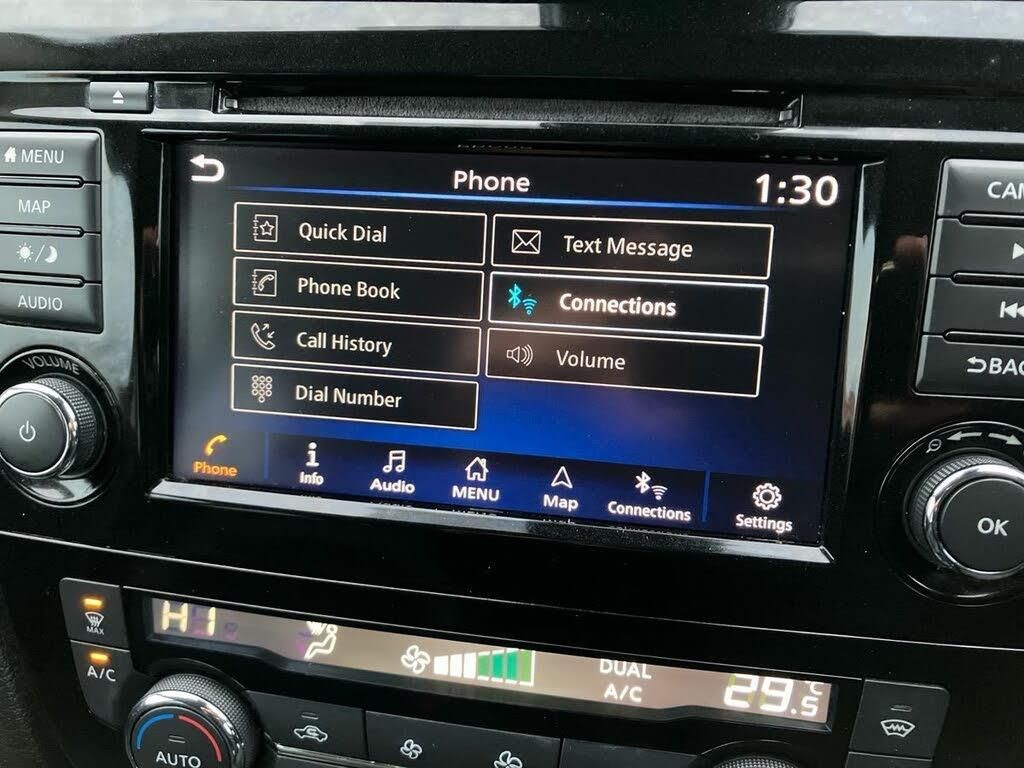 MENU
MAP
AUDIO
VOLUME
Phone
1:30
Quick Dial
Text Message
Phone Book
Connections
Call History
Volume
Dial Number
Phone
Info
Audio
MENU
Map
Connections
Settings
BAC
OK
MAX
A/C
HI
DUAL
A/C
29.5°C
AUTO